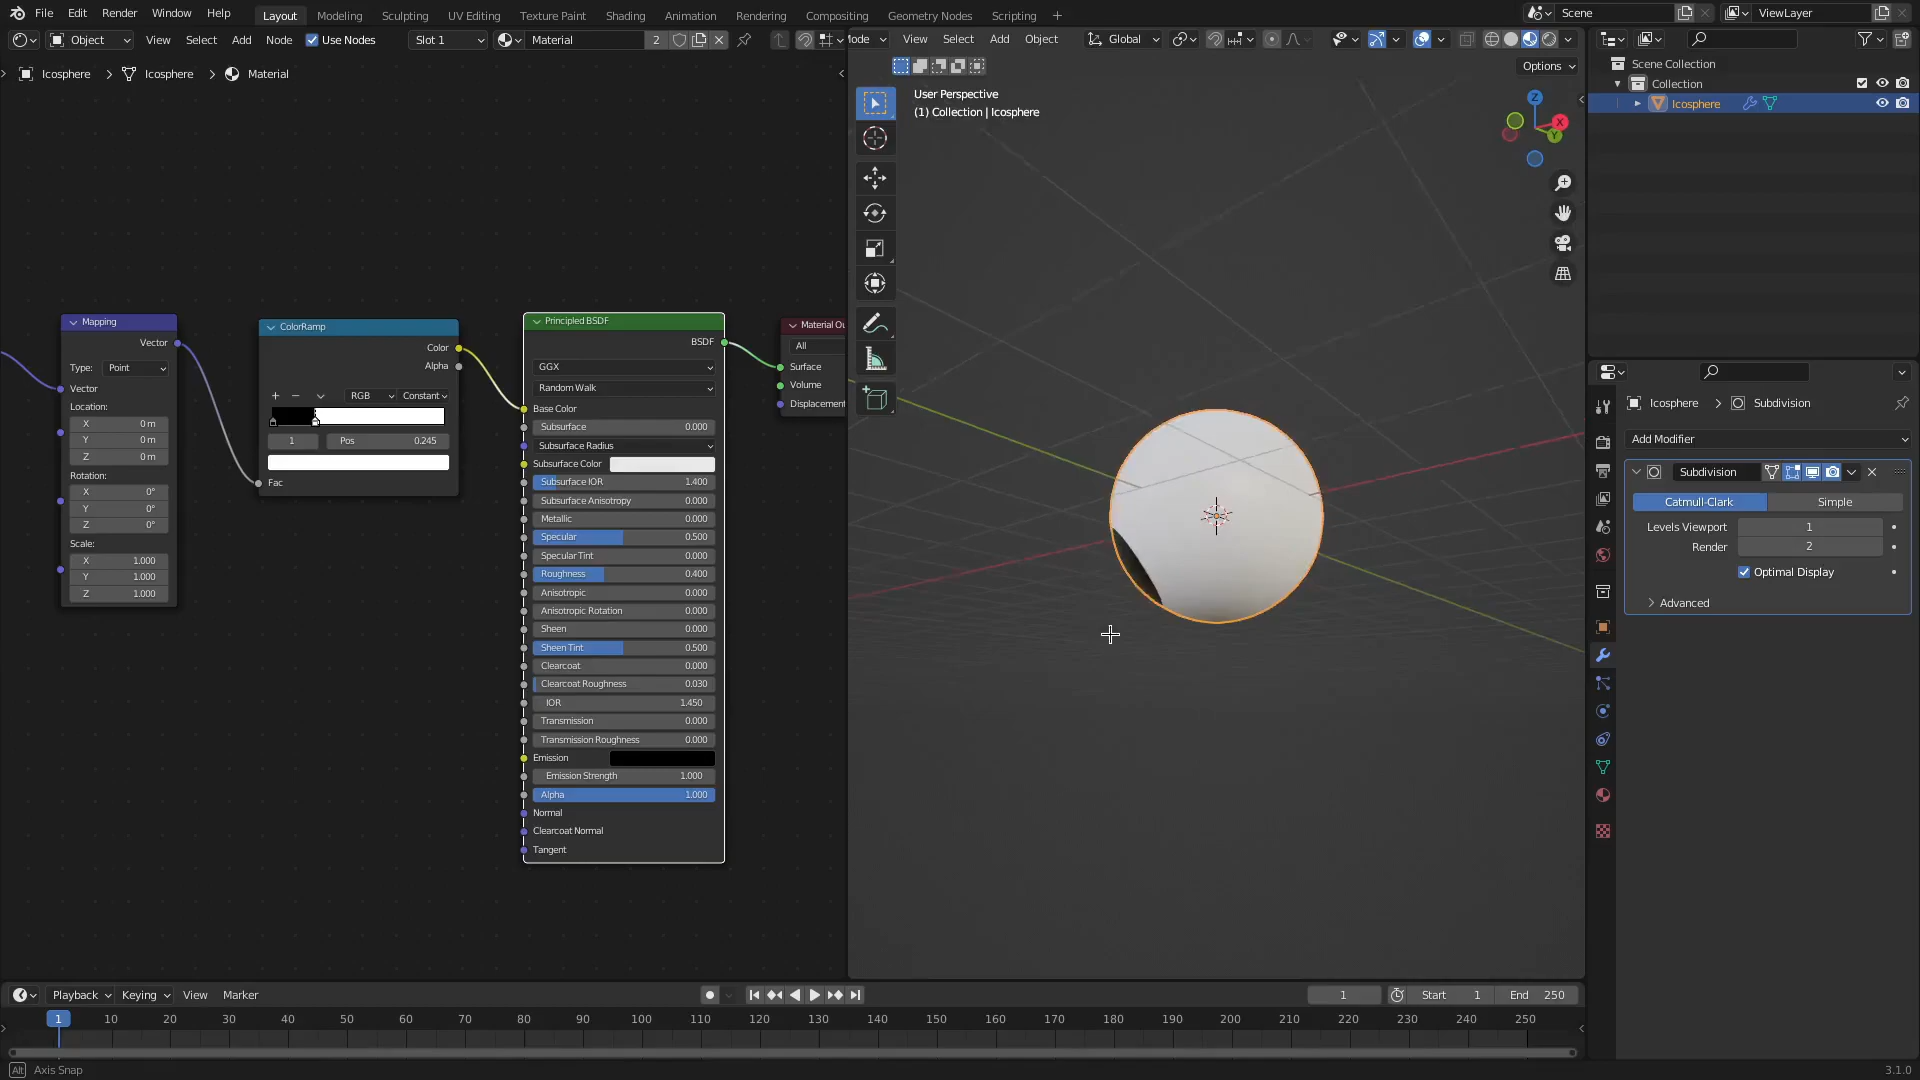 File Edit Render Window Help Layout Modeling Sculpting UV Editing Texture Paint Shading Animation Rendering Compositing Geometry Nodes Scripting + Scene ViewLayer
Object View Select Add Node Use Nodes Slot 1 Material 2
ode View Select Add Object Global
Options
Icosphere > Icosphere > Material
User Perspective
(1) Collection | Icosphere
Z
X
Y
Mapping
Vector
Type: Point
Vector
Location:
X 0 m
Y 0 m
Z 0 m
Rotation:
X 0°
Y 0°
Z 0°
Scale:
X 1.000
Y 1.000
Z 1.000
ColorRamp
Color
Alpha
+ − RGB Constant
1 Pos 0.245
Fac
Principled BSDF
BSDF
GGX
Random Walk
Base Color
Subsurface 0.000
Subsurface Radius
Subsurface Color
Subsurface IOR 1.400
Subsurface Anisotropy 0.000
Metallic 0.000
Specular 0.500
Specular Tint 0.000
Roughness 0.400
Anisotropic 0.000
Anisotropic Rotation 0.000
Sheen 0.000
Sheen Tint 0.500
Clearcoat 0.000
Clearcoat Roughness 0.030
IOR 1.450
Transmission 0.000
Transmission Roughness 0.000
Emission
Emission Strength 1.000
Alpha 1.000
Normal
Clearcoat Normal
Tangent
Material Ou
All
Surface
Volume
Displacement
Scene Collection
Collection
Icosphere
Icosphere > Subdivision
Add Modifier
Subdivision
Catmull-Clark Simple
Levels Viewport 1
Render 2
Optimal Display
Advanced
Playback Keying View Marker 1 Start 1 End 250
1 10 20 30 40 50 60 70 80 90 100 110 120 130 140 150 160 170 180 190 200 210 220 230 240 250
Alt Axis Snap
3.1.0